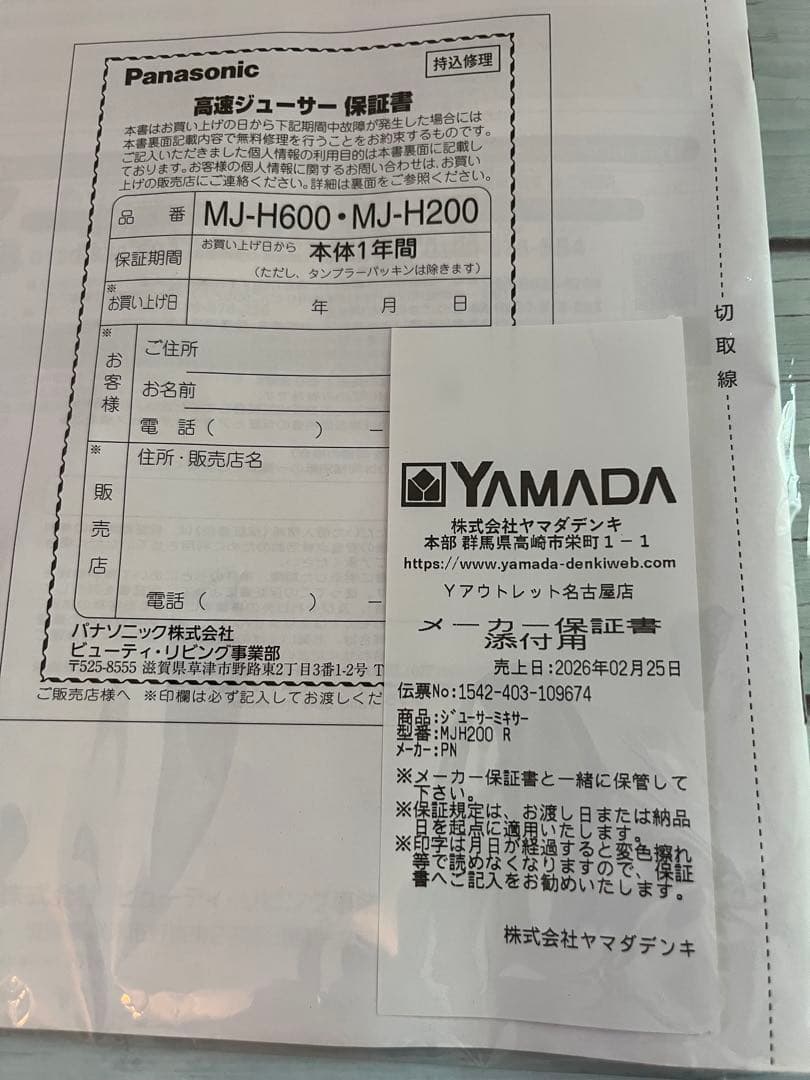 Panasonic
持込修理
高速ジューサー 保証書
本書はお買い上げの日から下記期間中故障が発生した場合には
本書裏面記載内容で無料修理を行うことをお約束するものです。
ご記入いただきました個人情報の利用目的は本書裏面に記載し
ております。お客様の個人情報に関するお問い合わせは、お買い
上げの販売店にご連絡ください。詳細は裏面をご参照ください。
品番 MJ-H600・MJ-H200
保証期間 お買い上げ日から 本体1年間
(ただし、タンブラーパッキンは除きます)
※お買い上げ日 年 月 日
※お客様
ご住所
お名前
電話( ) －
※販売店
住所・販売店名
電話( ) －
パナソニック株式会社
ビューティ・リビング事業部
〒525-8555 滋賀県草津市野路東2丁目3番1-2号 T
ご販売店様へ ※印欄は必ず記入してお渡しくだ
切取線
YAMADA
株式会社ヤマダデンキ
本部 群馬県高崎市栄町1－1
https://www.yamada-denkiweb.com
Yアウトレット名古屋店
メーカー保証書
添付用
売上日:2026年02月25日
伝票No:1542-403-109674
商品:ｼﾞﾕｰｻｰﾐｷｻｰ
型番:MJH200 R
ﾒｰｶｰ:PN
※メーカー保証書と一緒に保管して
下さい。
※保証規定は、お渡し日または納品
日を起点に適用いたします。
※印字は月日が経過すると変色擦れ
等で読めなくなりますので、保証
書へご記入をお勧めいたします。
株式会社ヤマダデンキ